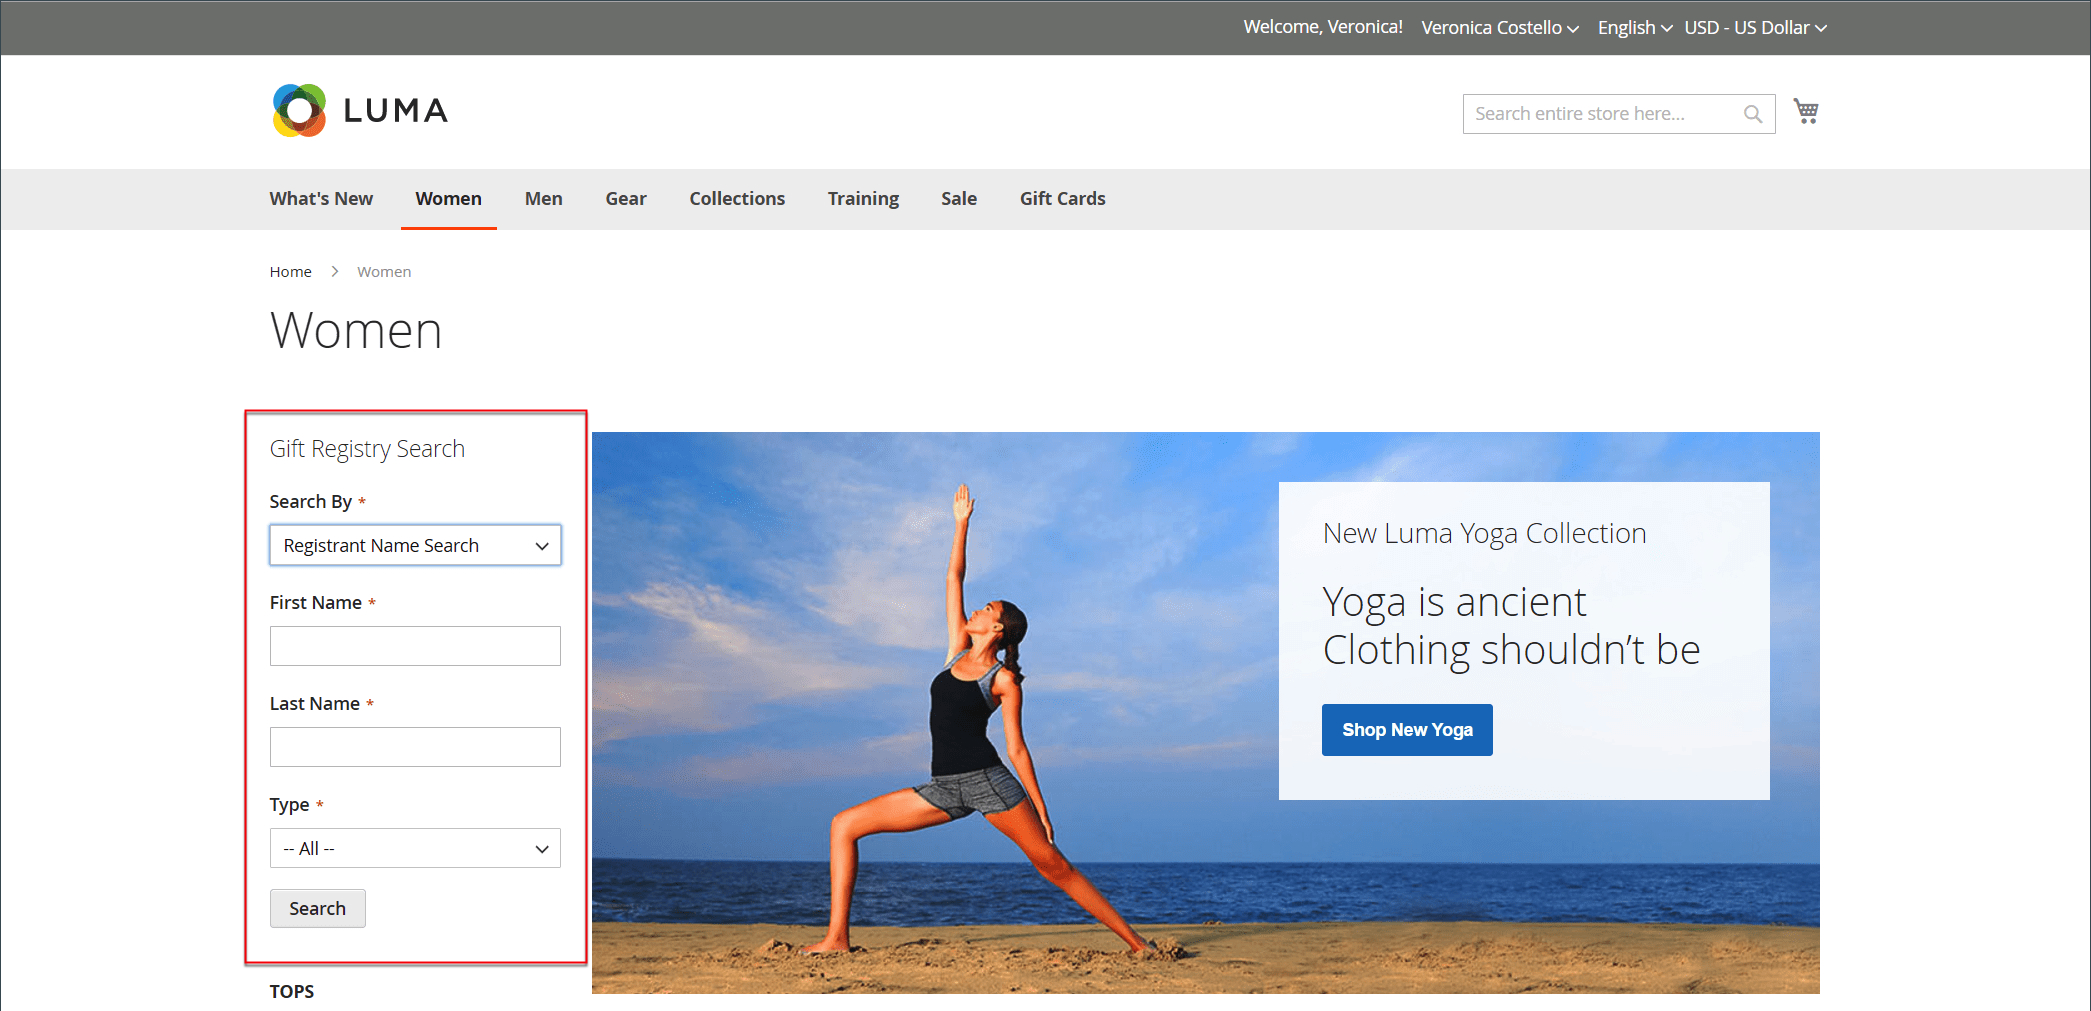 Welcome, Veronica! Veronica Costello English USD - US Dollar
LUMA
Search entire store here...
What's New Women Men Gear Collections Training Sale Gift Cards
Home Women
Women
Gift Registry Search
Search By *
Registrant Name Search
First Name *
Last Name *
Type *
-- All --
Search
TOPS
New Luma Yoga Collection
Yoga is ancient
Clothing shouldn’t be
Shop New Yoga